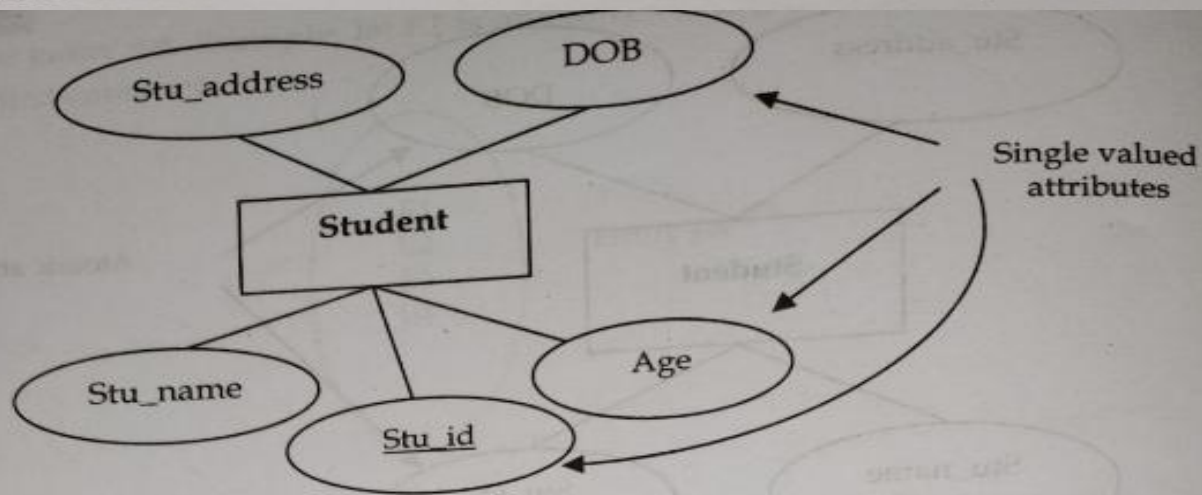 Stu_address
DOB
Single valued
attributes
Student
Age
Stu_name
Stu_id